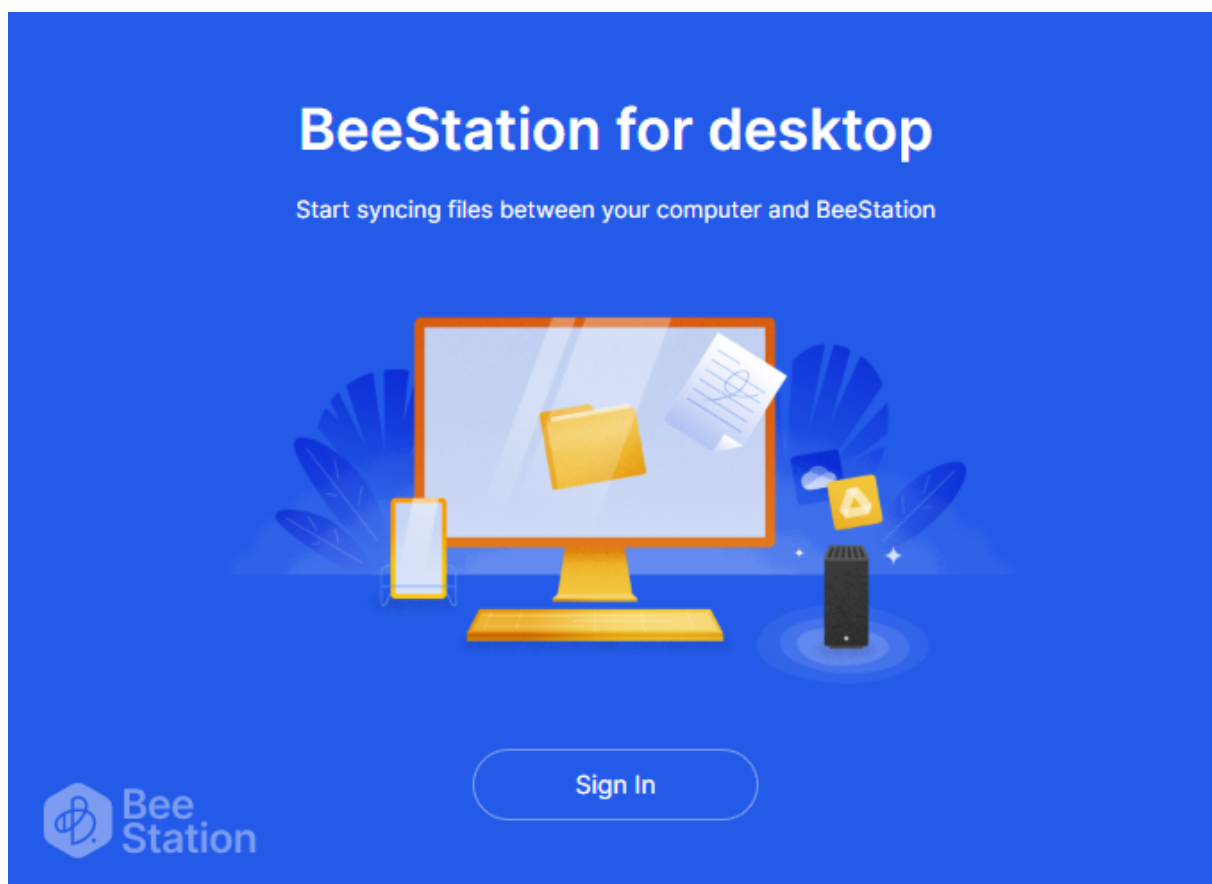 BeeStation for desktop
Start syncing files between your computer and BeeStation
Sign In
Bee
Station